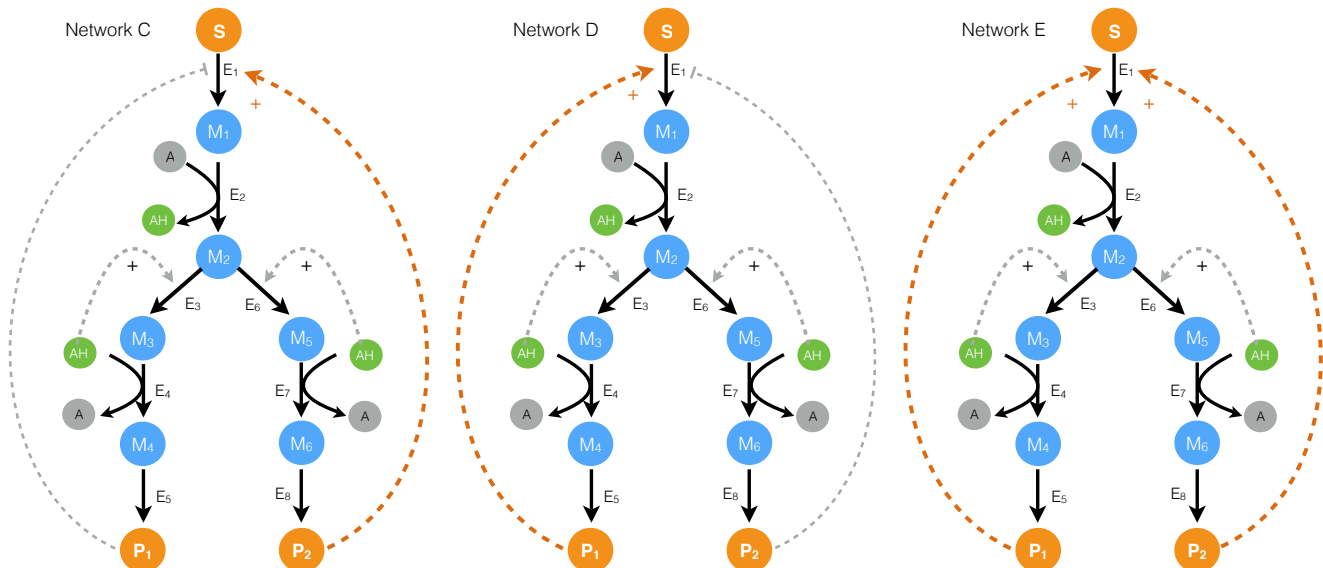 Network C
S
E₁
+
M₁
A
E₂
AH
M₂
+
+
E₃
E₆
M₃
M₅
AH
AH
E₄
E₇
A
A
M₄
M₆
E₅
E₈
P₁
P₂
Network D
S
E₁
+
M₁
A
E₂
AH
M₂
+
+
E₃
E₆
M₃
M₅
AH
AH
E₄
E₇
A
A
M₄
M₆
E₅
E₈
P₁
P₂
Network E
S
E₁
+
+
M₁
A
E₂
AH
M₂
+
+
E₃
E₆
M₃
M₅
AH
AH
E₄
E₇
A
A
M₄
M₆
E₅
E₈
P₁
P₂